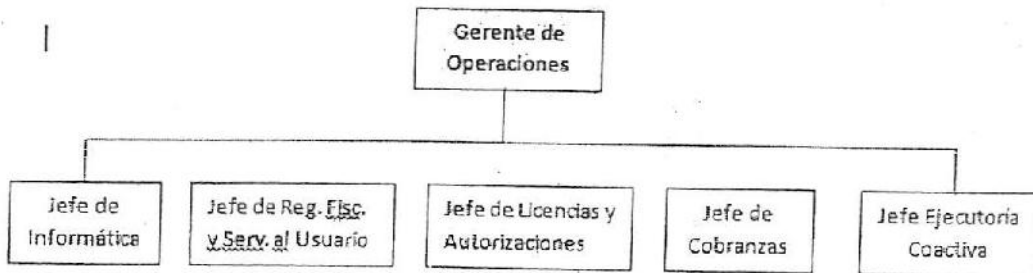 Gerente de
Operaciones
Jefe de
Informática
Jefe de Reg. Fisc.
y Serv. al Usuario
Jefe de Licencias y
Autorizaciones
Jefe de
Cobranzas
Jefe Ejecutoria
Coactiva